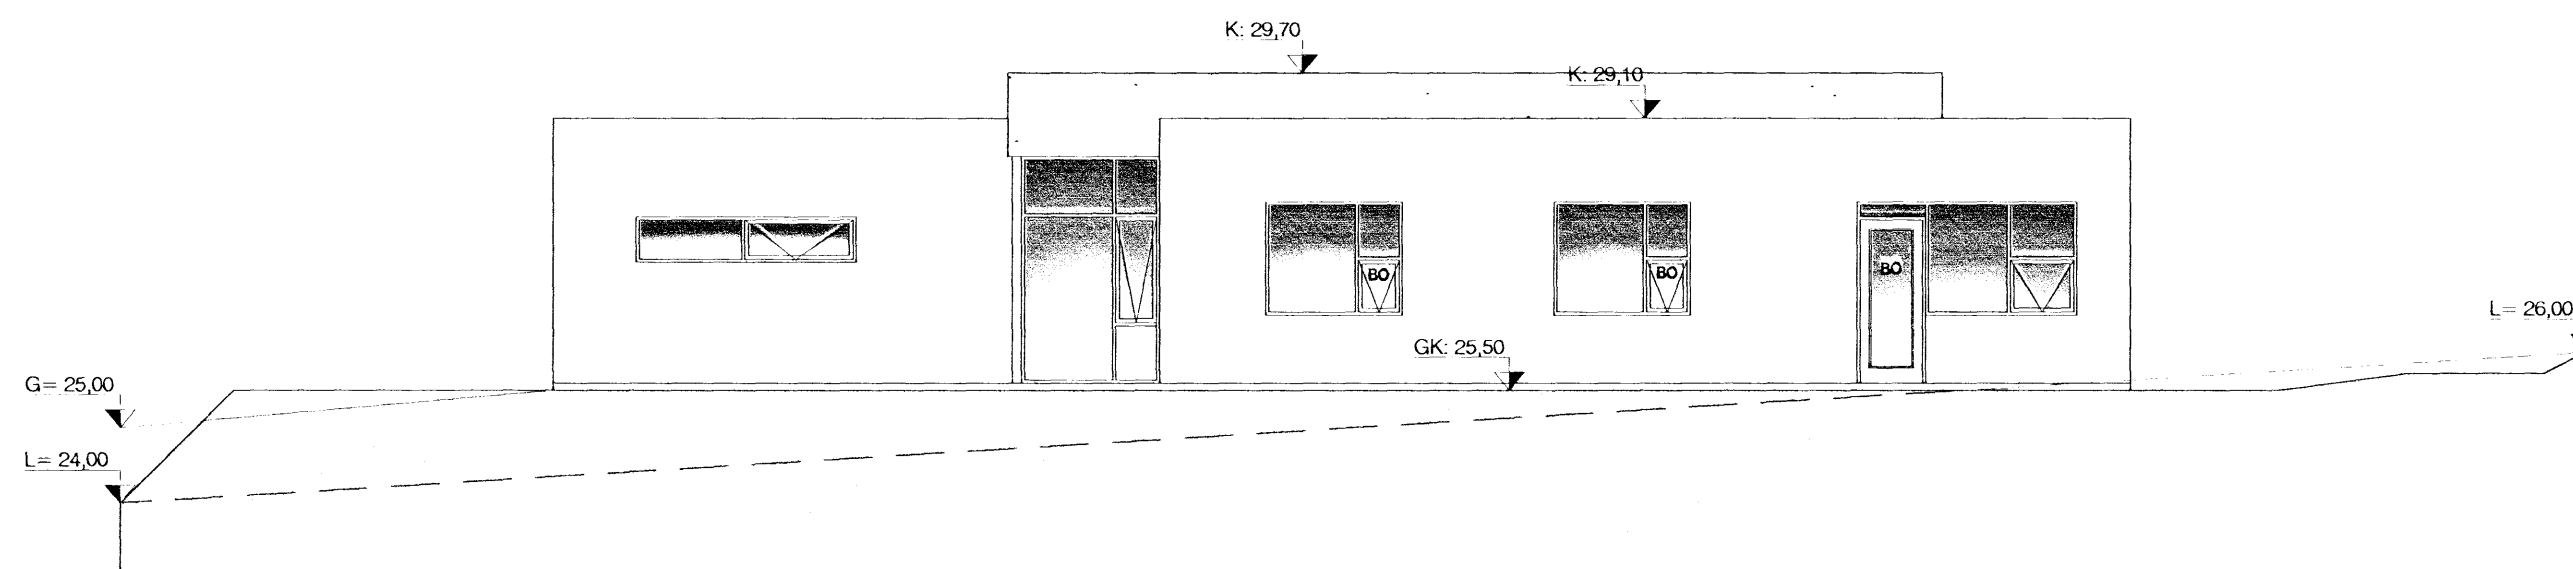 K: 29,70
K: 29,10
BO
BO
BO
L= 26,00
GK: 25,50
G= 25,00
L= 24,00